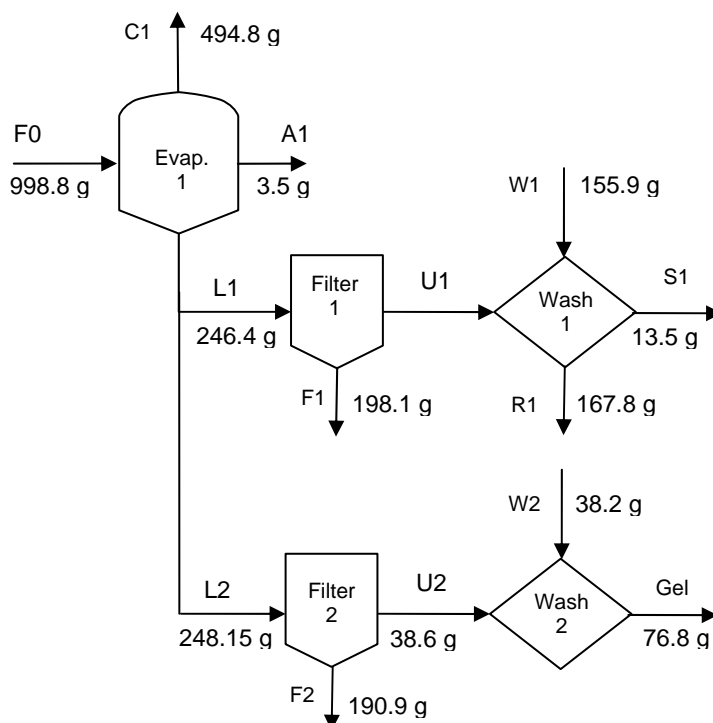 C1
494.8 g
F0
A1
Evap.
1
998.8 g
3.5 g
W1
155.9 g
L1
Filter
1
U1
Wash
1
S1
246.4 g
13.5 g
F1
198.1 g
R1
167.8 g
W2
38.2 g
L2
Filter
2
U2
Wash
2
Gel
248.15 g
38.6 g
76.8 g
F2
190.9 g